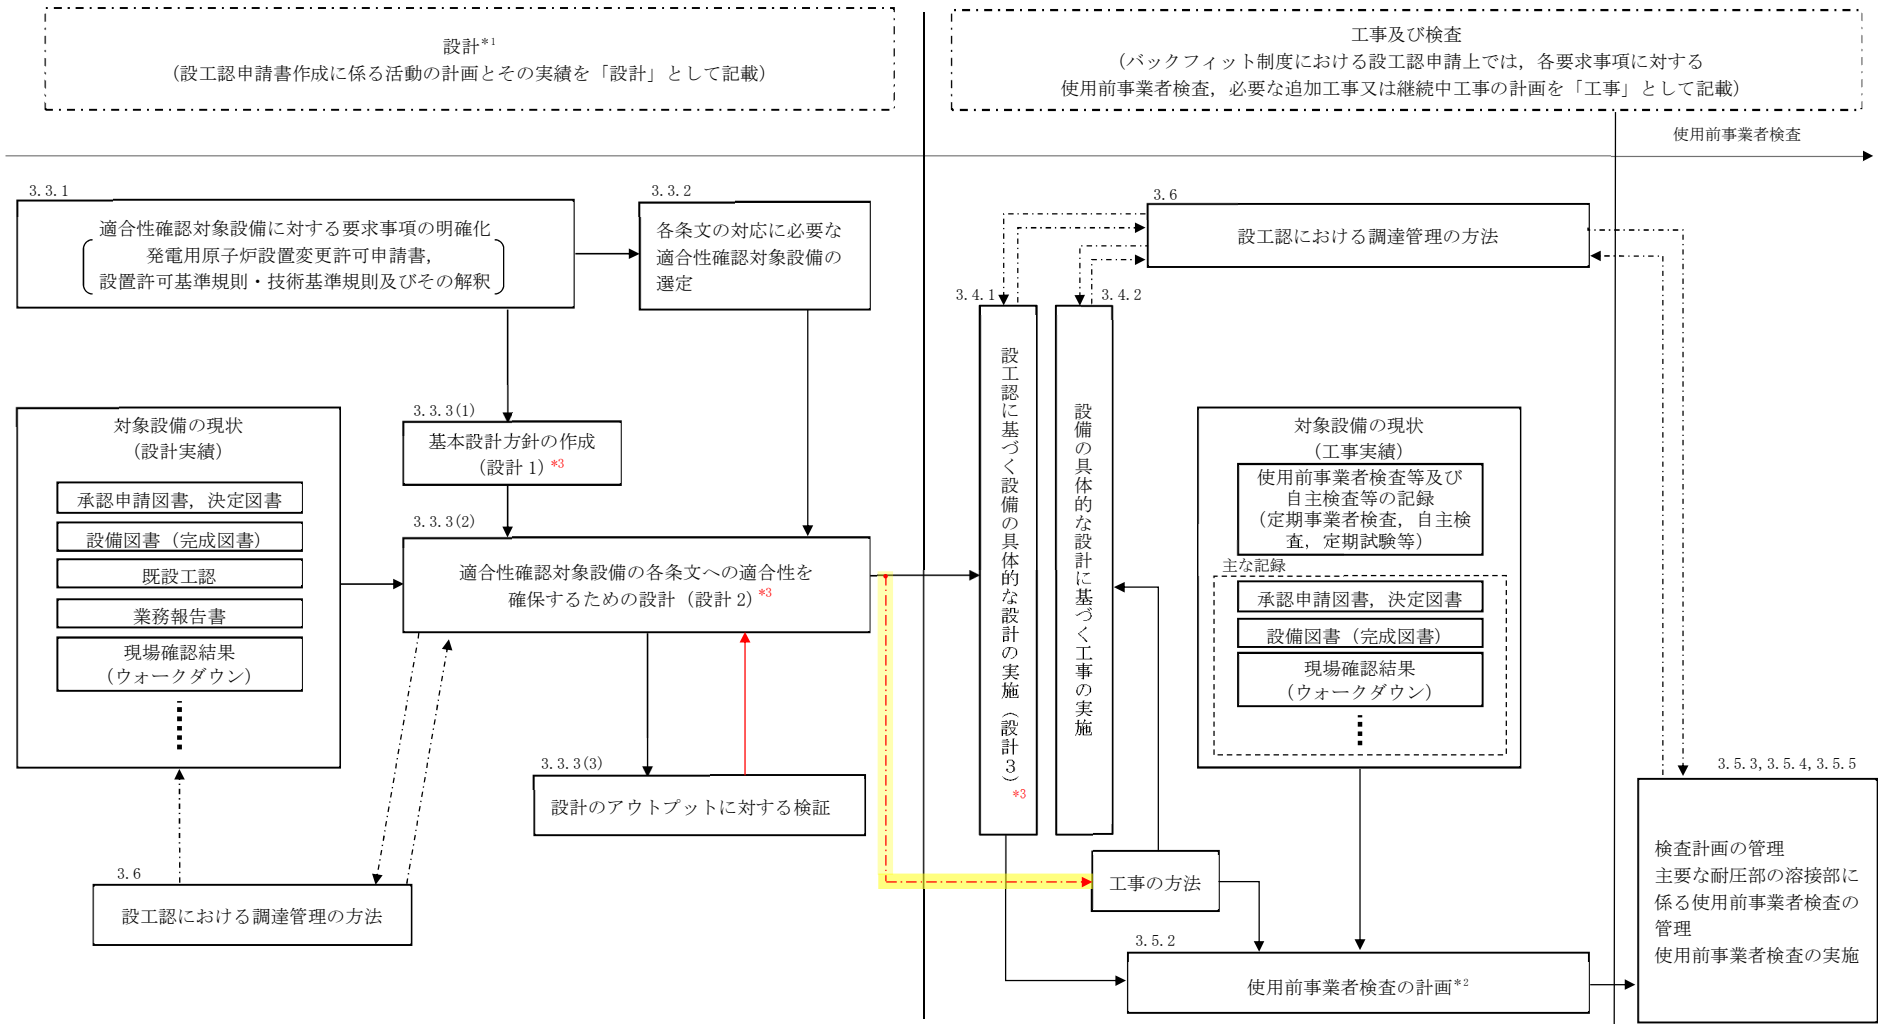 設計*1
（設工認申請書作成に係る活動の計画とその実績を「設計」として記載）
工事及び検査
（バックフィット制度における設工認申請上では，各要求事項に対する
使用前事業者検査，必要な追加工事又は継続中工事の計画を「工事」として記載）
使用前事業者検査
3.3.1
適合性確認対象設備に対する要求事項の明確化
発電用原子炉設置変更許可申請書，
設置許可基準規則・技術基準規則及びその解釈
3.3.2
各条文の対応に必要な
適合性確認対象設備の
選定
対象設備の現状
（設計実績）
承認申請図書，決定図書
設備図書（完成図書）
既設工認
業務報告書
現場確認結果
（ウォークダウン）
3.3.3(1)
基本設計方針の作成
（設計1）*3
3.3.3(2)
適合性確認対象設備の各条文への適合性を
確保するための設計（設計2）*3
3.3.3(3)
設計のアウトプットに対する検証
3.6
設工認における調達管理の方法
3.6
設工認における調達管理の方法
3.4.1
設工認に基づく設備の具体的な設計の実施（設計3）
*3
3.4.2
設備の具体的な設計に基づく工事の実施
対象設備の現状
（工事実績）
使用前事業者検査等及び
自主検査等の記録
（定期事業者検査，自主検
査，定期試験等）
主な記録
承認申請図書，決定図書
設備図書（完成図書）
現場確認結果
（ウォークダウン）
工事の方法
3.5.2
使用前事業者検査の計画*2
3.5.3,3.5.4,3.5.5
検査計画の管理
主要な耐圧部の溶接部に
係る使用前事業者検査の
管理
使用前事業者検査の実施